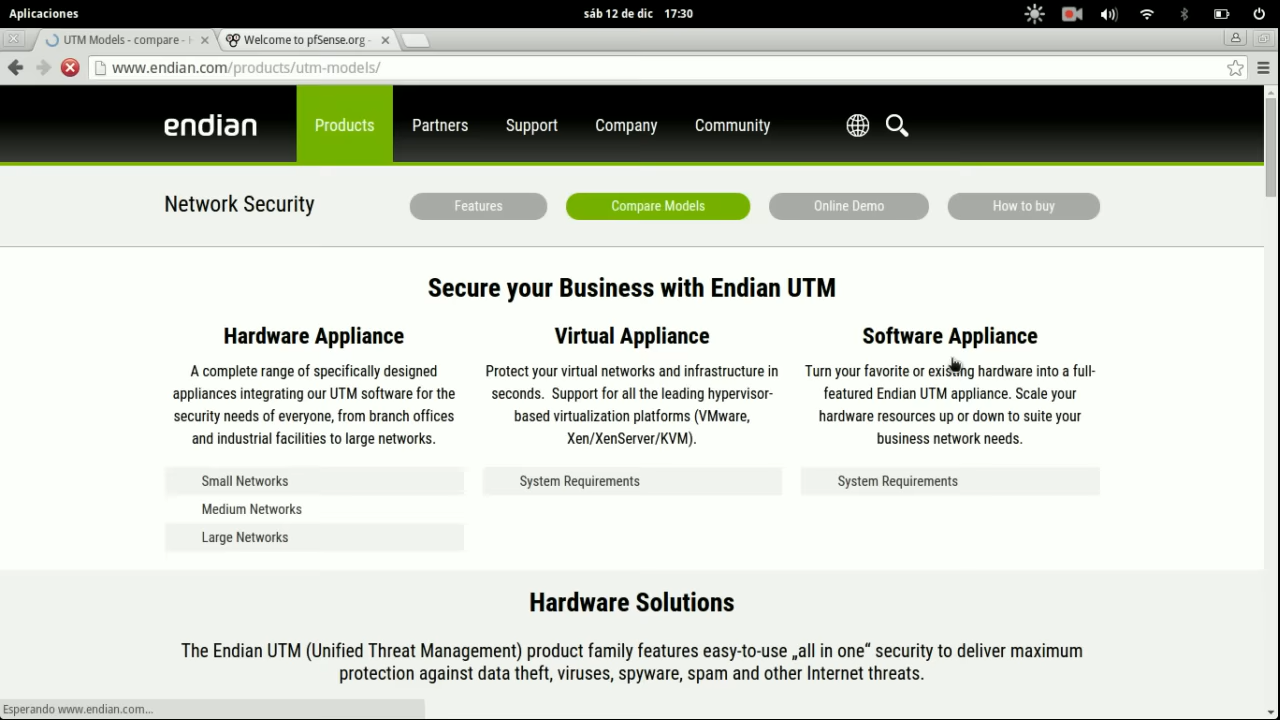 Aplicaciones
sáb 12 de dic 17:30
UTM Models - compare -
Welcome to pfSense.org -
www.endian.com/products/utm-models/
endian
Products
Partners
Support
Company
Community
Network Security
Features
Compare Models
Online Demo
How to buy
Secure your Business with Endian UTM
Hardware Appliance
A complete range of specifically designed
appliances integrating our UTM software for the
security needs of everyone, from branch offices
and industrial facilities to large networks.
Small Networks
Medium Networks
Large Networks
Virtual Appliance
Protect your virtual networks and infrastructure in
seconds. Support for all the leading hypervisor-
based virtualization platforms (VMware,
Xen/XenServer/KVM).
System Requirements
Software Appliance
Turn your favorite or existing hardware into a full-
featured Endian UTM appliance. Scale your
hardware resources up or down to suite your
business network needs.
System Requirements
Hardware Solutions
The Endian UTM (Unified Threat Management) product family features easy-to-use „all in one“ security to deliver maximum
protection against data theft, viruses, spyware, spam and other Internet threats.
Esperando www.endian.com...